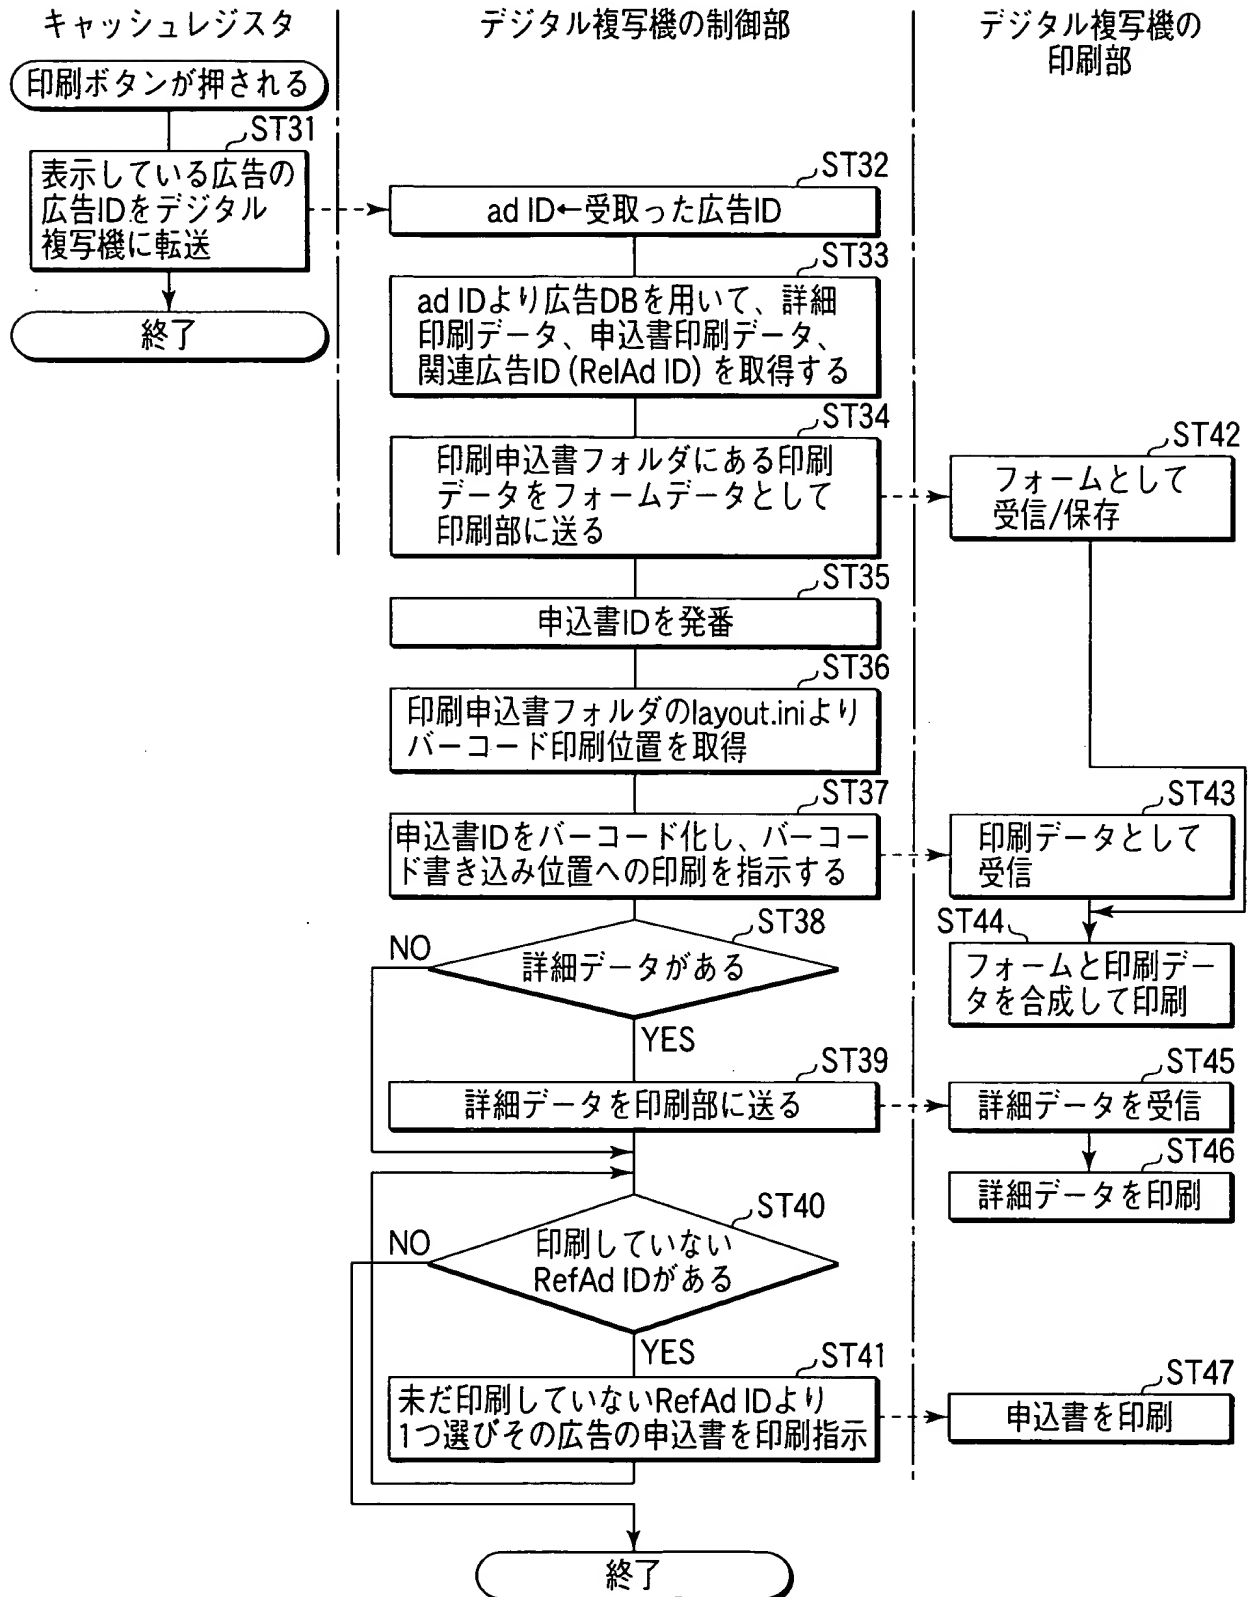 キャッシュレジスタ
印刷ボタンが押される
ST31
表示している広告の
広告IDをデジタル
複写機に転送
終了
デジタル複写機の制御部
ST32
ad ID←受取った広告ID
ST33
ad IDより広告DBを用いて、詳細
印刷データ、申込書印刷データ、
関連広告ID (RelAd ID) を取得する
ST34
印刷申込書フォルダにある印刷
データをフォームデータとして
印刷部に送る
ST35
申込書IDを発番
ST36
印刷申込書フォルダのlayout.iniより
バーコード印刷位置を取得
ST37
申込書IDをバーコード化し、バーコー
ド書き込み位置への印刷を指示する
ST38
詳細データがある
NO
YES
ST39
詳細データを印刷部に送る
ST40
印刷していない
RefAd IDがある
NO
YES
ST41
未だ印刷していないRefAd IDより
1つ選びその広告の申込書を印刷指示
終了
デジタル複写機の
印刷部
ST42
フォームとして
受信/保存
ST43
印刷データとして
受信
ST44
フォームと印刷デー
タを合成して印刷
ST45
詳細データを受信
ST46
詳細データを印刷
ST47
申込書を印刷